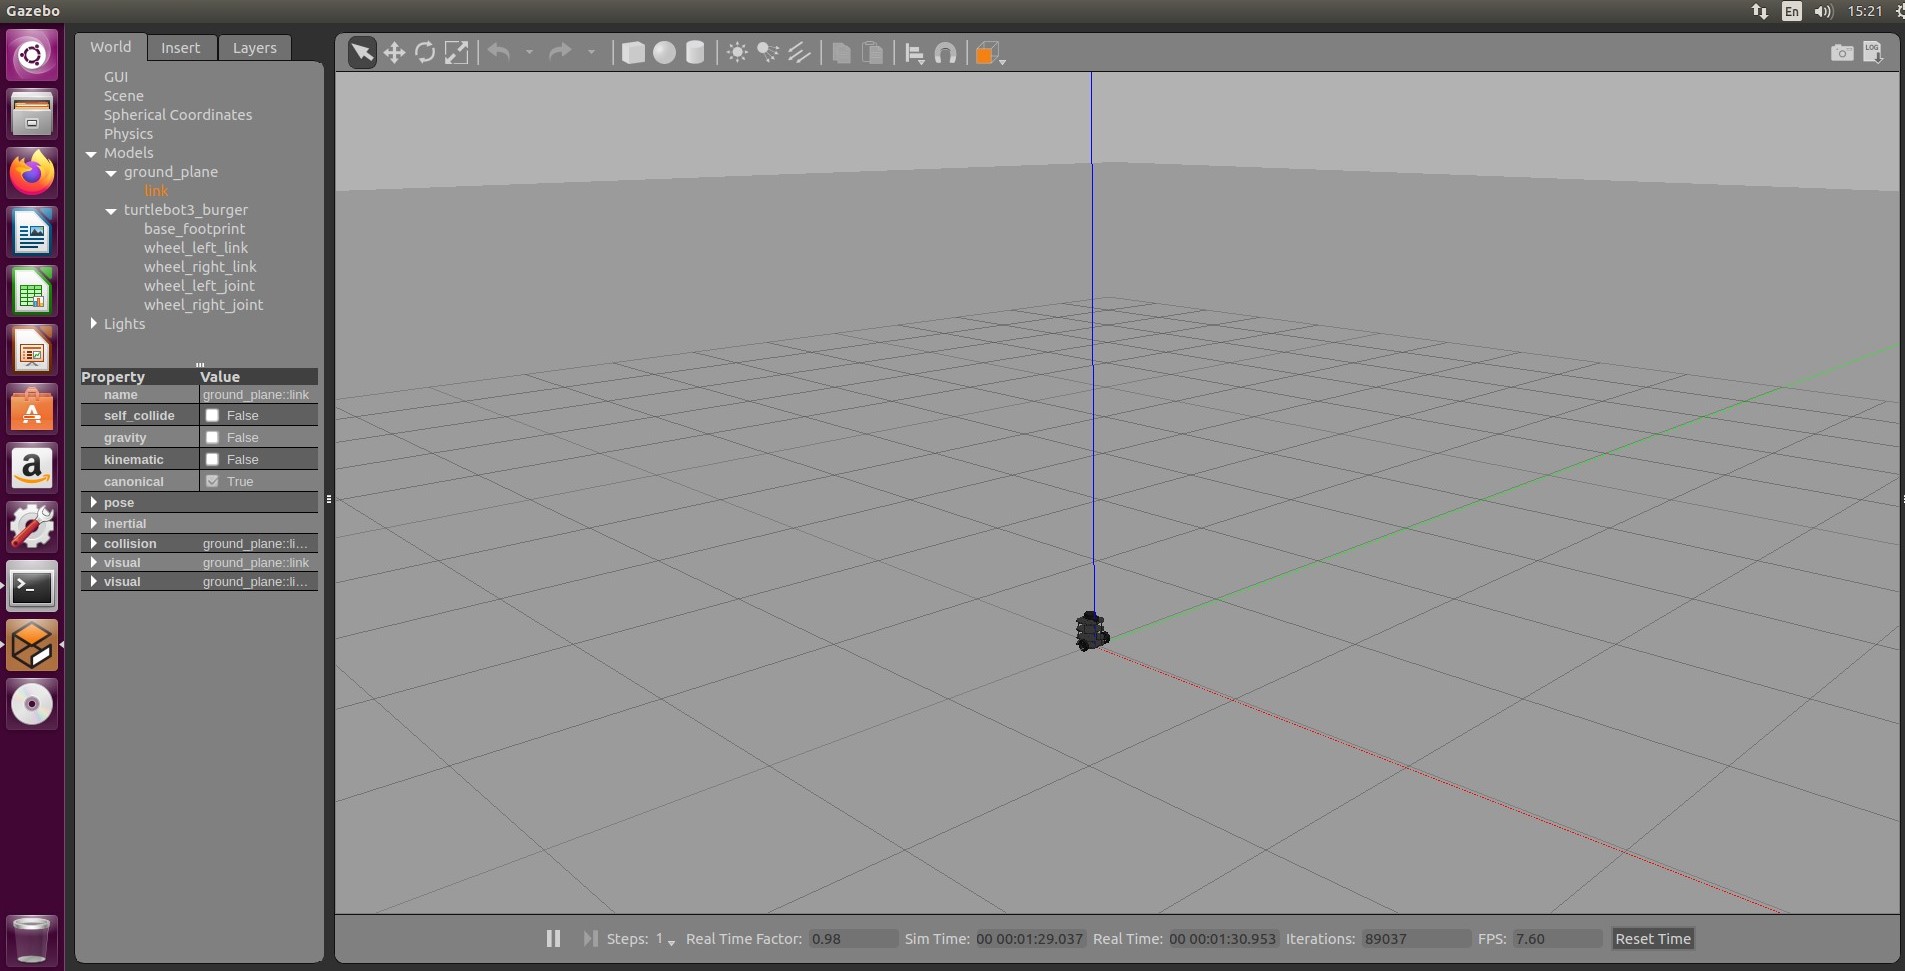 Gazebo
En
15:21
World Insert Layers
GUI
Scene
Spherical Coordinates
Physics
Models
ground_plane
link
turtlebot3_burger
base_footprint
wheel_left_link
wheel_right_link
wheel_left_joint
wheel_right_joint
Lights
Property Value
name ground_plane::link
self_collide False
gravity False
kinematic False
canonical True
pose
inertial
collision ground_plane::li...
visual ground_plane::link
visual ground_plane::li...
LOG
Steps: 1 Real Time Factor: 0.98 Sim Time: 00 00:01:29.037 Real Time: 00 00:01:30.953 Iterations: 89037 FPS: 7.60 Reset Time